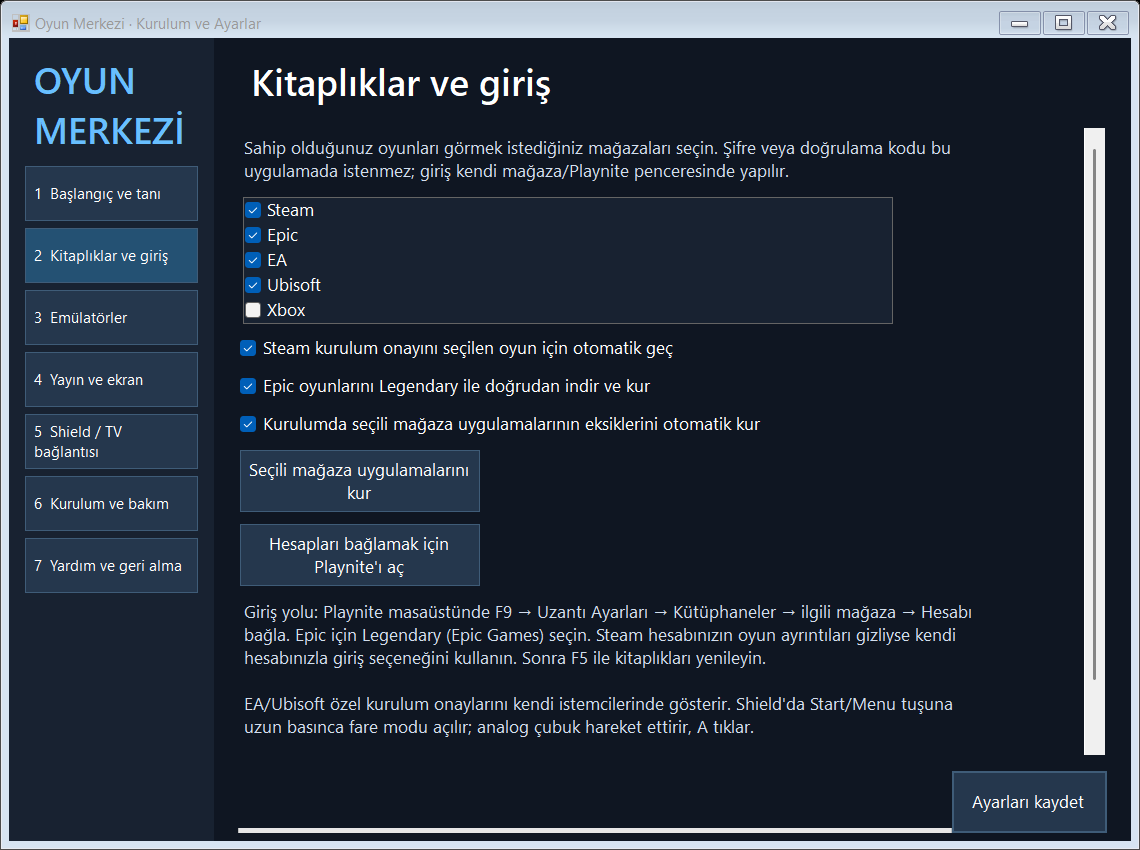 Oyun Merkezi · Kurulum ve Ayarlar
OYUN
MERKEZİ
1 Başlangıç ve tanı
2 Kitaplıklar ve giriş
3 Emülatörler
4 Yayın ve ekran
5 Shield / TV
bağlantısı
6 Kurulum ve bakım
7 Yardım ve geri alma
Kitaplıklar ve giriş
Sahip olduğunuz oyunları görmek istediğiniz mağazaları seçin. Şifre veya doğrulama kodu bu
uygulamada istenmez; giriş kendi mağaza/Playnite penceresinde yapılır.
Steam
Epic
EA
Ubisoft
Xbox
Steam kurulum onayını seçilen oyun için otomatik geç
Epic oyunlarını Legendary ile doğrudan indir ve kur
Kurulumda seçili mağaza uygulamalarının eksiklerini otomatik kur
Seçili mağaza uygulamalarını
kur
Hesapları bağlamak için
Playnite'ı aç
Giriş yolu: Playnite masaüstünde F9 → Uzantı Ayarları → Kütüphaneler → ilgili mağaza → Hesabı
bağla. Epic için Legendary (Epic Games) seçin. Steam hesabınızın oyun ayrıntıları gizliyse kendi
hesabınızla giriş seçeneğini kullanın. Sonra F5 ile kitaplıkları yenileyin.
EA/Ubisoft özel kurulum onaylarını kendi istemcilerinde gösterir. Shield'da Start/Menu tuşuna
uzun basınca fare modu açılır; analog çubuk hareket ettirir, A tıklar.
Ayarları kaydet